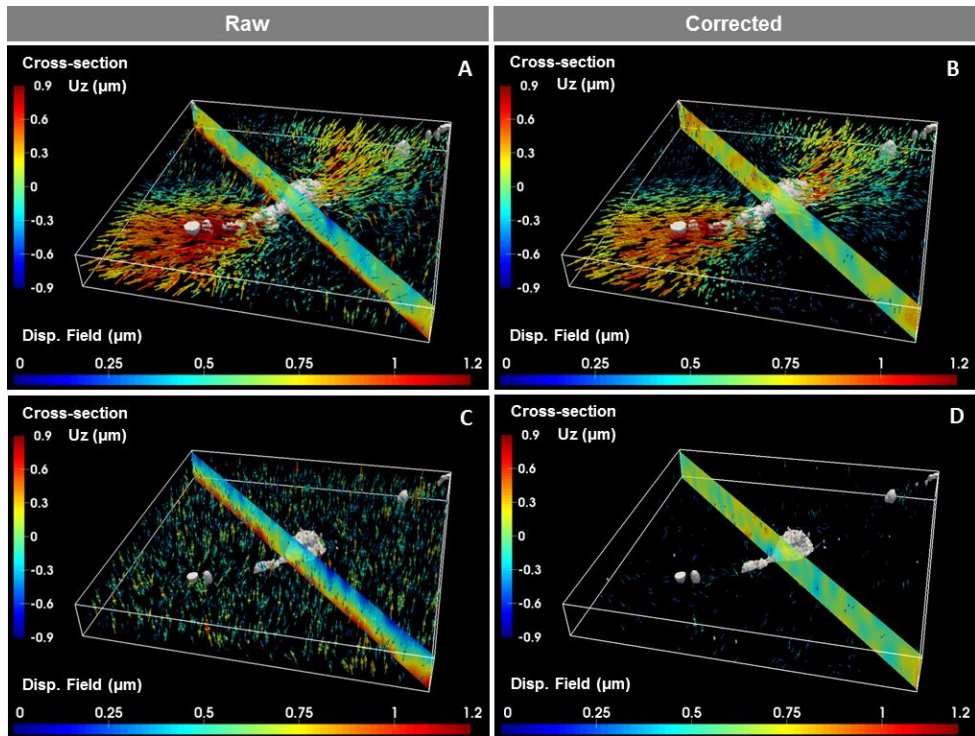 Raw
Corrected
Cross-section
A
0.9 Uz (µm)
0.6
0.3
0
-0.3
-0.6
-0.9
Disp. Field (µm)
0 0.25 0.5 0.75 1 1.2
Cross-section
B
0.9 Uz (µm)
0.6
0.3
0
-0.3
-0.6
-0.9
Disp. Field (µm)
0 0.25 0.5 0.75 1 1.2
Cross-section
C
0.9 Uz (µm)
0.6
0.3
0
-0.3
-0.6
-0.9
Disp. Field (µm)
0 0.25 0.5 0.75 1 1.2
Cross-section
D
0.9 Uz (µm)
0.6
0.3
0
-0.3
-0.6
-0.9
Disp. Field (µm)
0 0.25 0.5 0.75 1 1.2